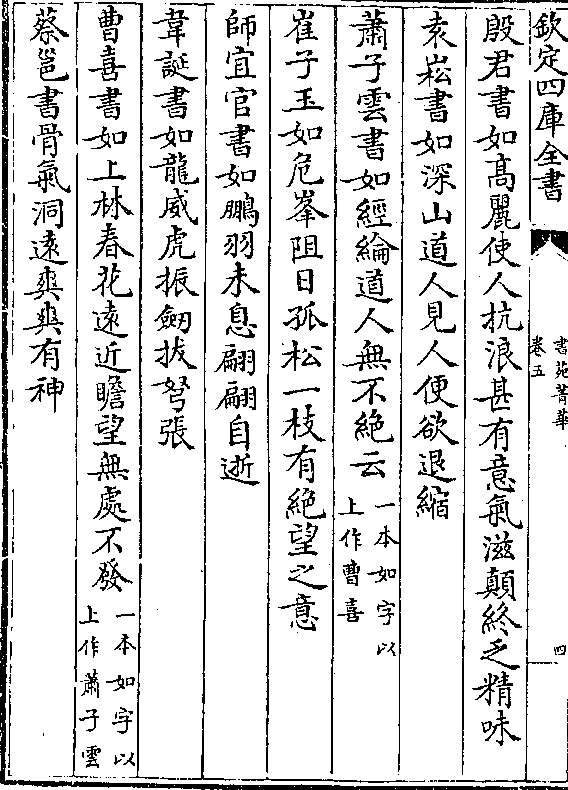 欽定四庫全書
書苑菁華
卷五
四
殷君書如髙麗使人抗浪甚有意氣滋顛終乏精味
袁崧書如深山道人見人便欲退縮
蕭子雲書如經綸道人無不絶云一本如字以
上作曹喜
崔子玉如危峯阻日孤松一枝有絶望之意
師宜官書如鵬羽未息翩翩自逝
韋誕書如龍威虎振劒拔弩張
曹喜書如上林春花逺近瞻望無處不發一本如字以
上作蕭子雲
蔡邕書骨氣洞逺爽爽有神